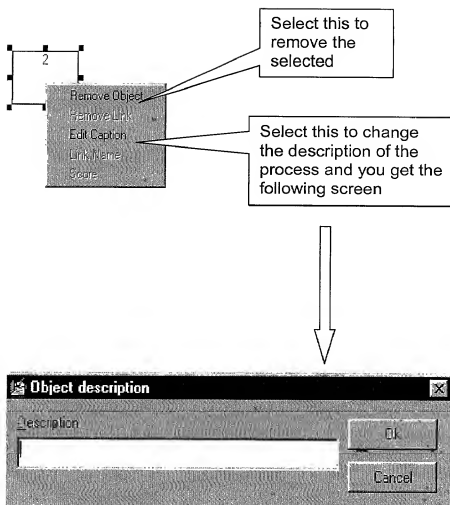 Select this to
remove the
selected
2
Remove Object
Remove Link
Edit Caption
Link Name
Score
Select this to change
the description of the
process and you get the
following screen
Object description
Description
Ok
Cancel